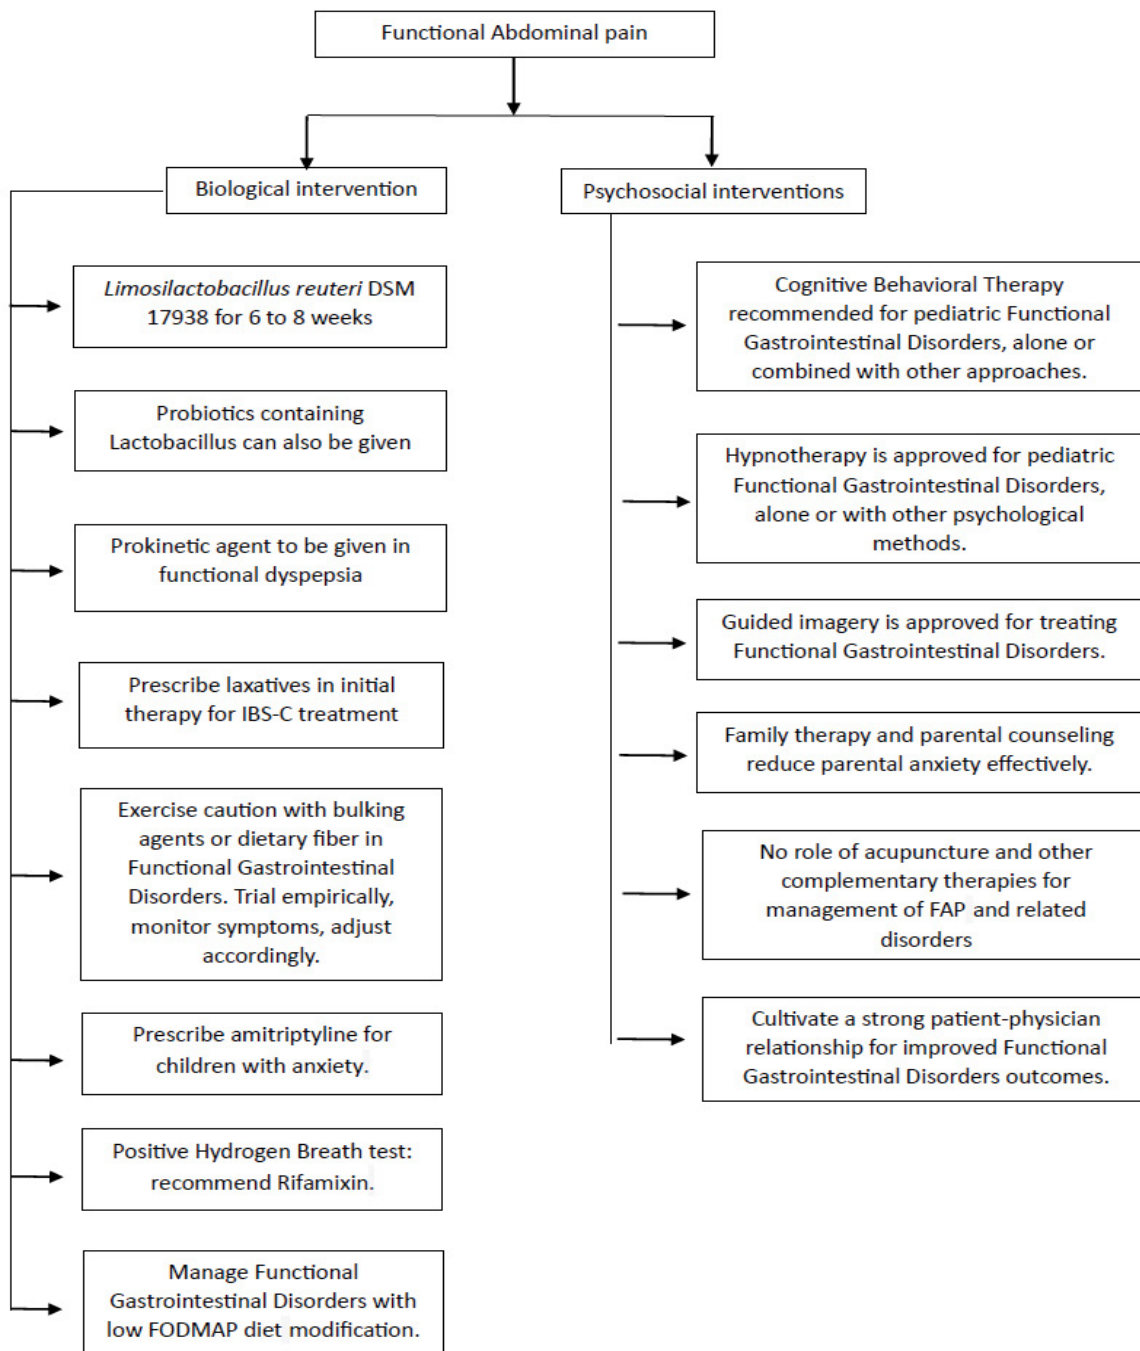 Functional Abdominal pain
Biological intervention
Limosilactobacillus reuteri DSM
17938 for 6 to 8 weeks
Probiotics containing
Lactobacillus can also be given
Prokinetic agent to be given in
functional dyspepsia
Prescribe laxatives in initial
therapy for IBS-C treatment
Exercise caution with bulking
agents or dietary fiber in
Functional Gastrointestinal
Disorders. Trial empirically,
monitor symptoms, adjust
accordingly.
Prescribe amitriptyline for
children with anxiety.
Positive Hydrogen Breath test:
recommend Rifamixin.
Manage Functional
Gastrointestinal Disorders with
low FODMAP diet modification.
Psychosocial interventions
Cognitive Behavioral Therapy
recommended for pediatric Functional
Gastrointestinal Disorders, alone or
combined with other approaches.
Hypnotherapy is approved for pediatric
Functional Gastrointestinal Disorders,
alone or with other psychological
methods.
Guided imagery is approved for treating
Functional Gastrointestinal Disorders.
Family therapy and parental counseling
reduce parental anxiety effectively.
No role of acupuncture and other
complementary therapies for
management of FAP and related
disorders
Cultivate a strong patient-physician
relationship for improved Functional
Gastrointestinal Disorders outcomes.